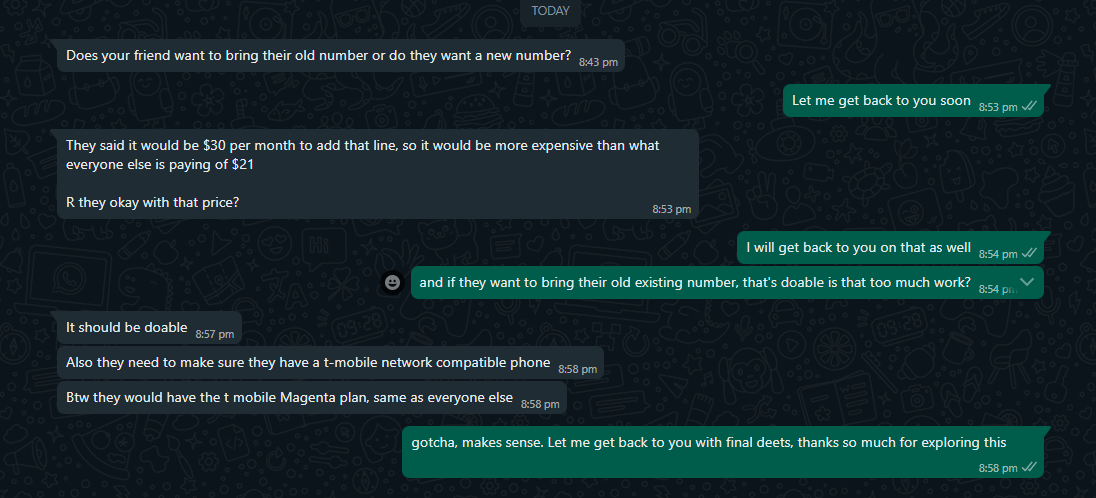 TODAY
Does your friend want to bring their old number or do they want a new number?
8:43 pm
Let me get back to you soon
8:53 pm
They said it would be $30 per month to add that line, so it would be more expensive than what
everyone else is paying of $21
R they okay with that price?
8:53 pm
I will get back to you on that as well
8:54 pm
and if they want to bring their old existing number, that's doable is that too much work?
8:54
It should be doable
8:57 pm
Also they need to make sure they have a t-mobile network compatible phone
8:58 pm
Btw they would have the t mobile Magenta plan, same as everyone else
8:58 pm
gotcha, makes sense. Let me get back to you with final deets, thanks so much for exploring this
8:58 pm